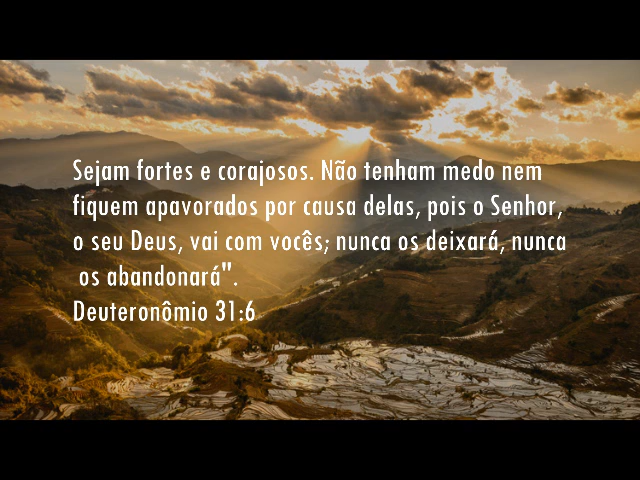 Sejam fortes e corajosos. Não tenham medo nem
fiquem apavorados por causa delas, pois o Senhor,
o seu Deus, vai com vocês; nunca os deixará, nunca
os abandonará".
Deuteronômio 31:6